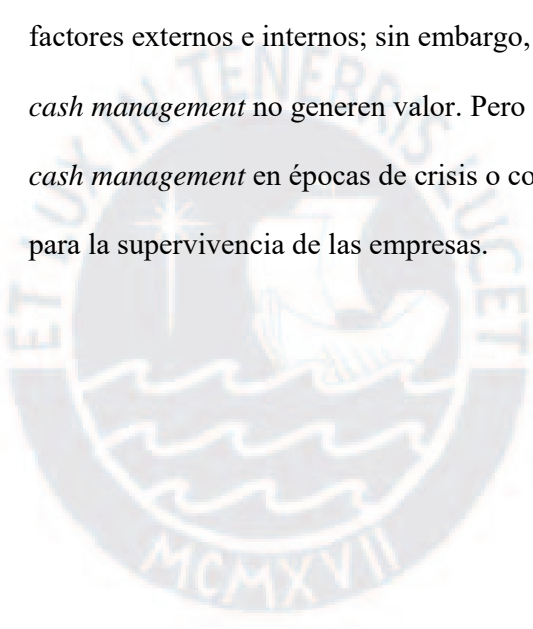 factores externos e internos; sin embargo,
cash management no generen valor. Pero
cash management en épocas de crisis o co
para la supervivencia de las empresas.
ET LUX IN TENEBRIS LUCET
MCMXVII